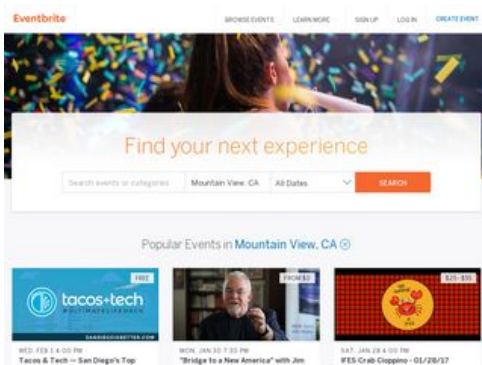 Eventbrite
BROWSE EVENTS LEARN MORE SIGN UP LOG IN CREATE EVENT
Find your next experience
Search events or categories Mountain View, CA All Dates SEARCH
Popular Events in Mountain View, CA
FREE FROM $0 $25 - $55
tacos+tech
#ULTIMATELIFEHACK
SANDIEGOISBETTER.COM
WED, FEB 1 4:00 PM MON, JAN 30 7:30 PM SAT, JAN 28 4:00 PM
Tacos & Tech — San Diego's Top "Bridge to a New America" with Jim IFES Crab Cioppino - 01/28/17